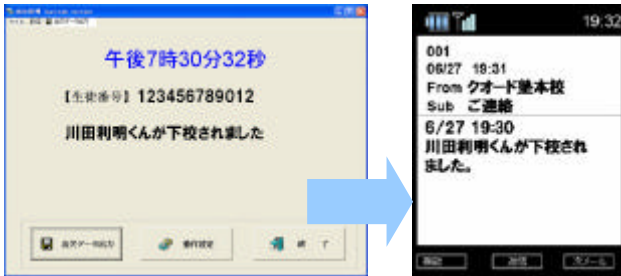 午後7時30分32秒
【生徒番号】 123456789012
川田利明くんが下校されました
終 了
19:32
001
06/27 19:31
From クオード塾本校
Sub ご連絡
6/27 19:30
川田利明くんが下校され
ました。